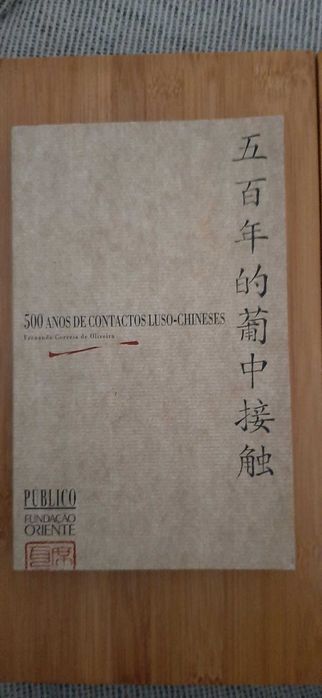 五百年的葡中接触
500 ANOS DE CONTACTOS LUSO-CHINESES
Fernando Correia de Oliveira
PÚBLICO
FUNDAÇÃO
ORIENTE